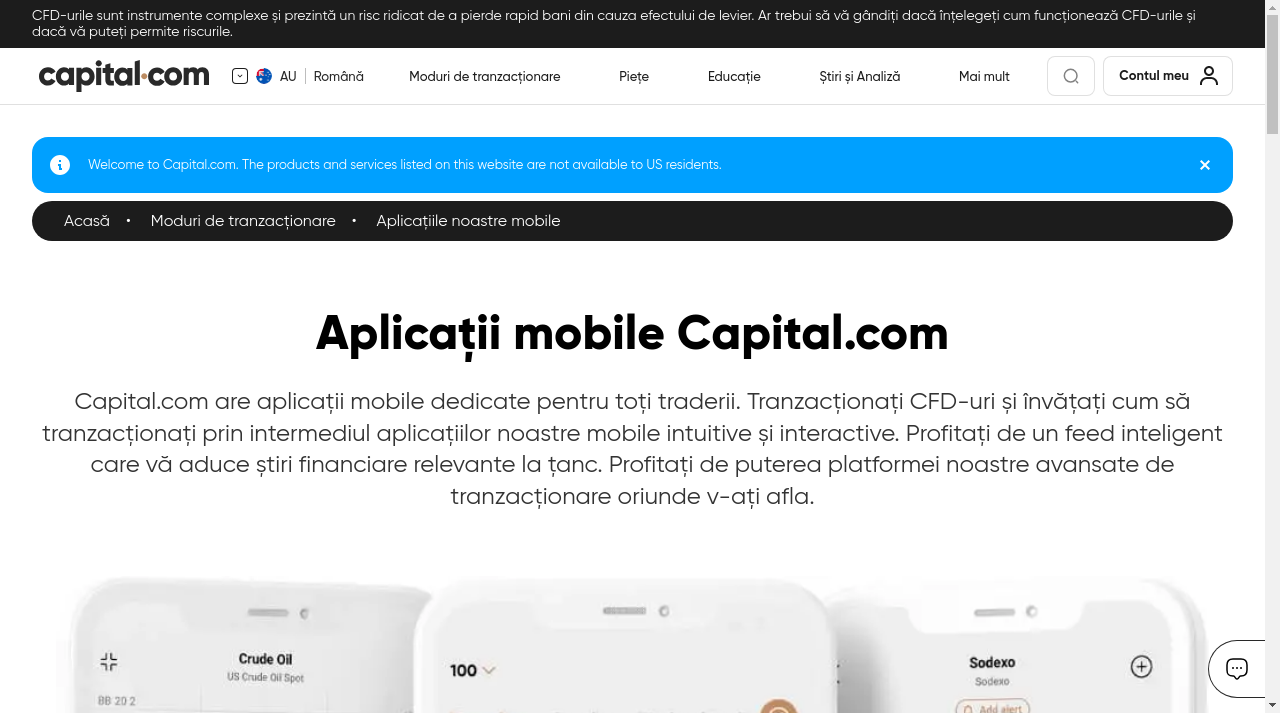 CFD-urile sunt instrumente complexe și prezintă un risc ridicat de a pierde rapid bani din cauza efectului de levier. Ar trebui să vă gândiți dacă înțelegeți cum funcționează CFD-urile și
dacă vă puteți permite riscurile.
capital.com AU Română Moduri de tranzacționare Piețe Educație Știri și Analiză Mai mult Contul meu
Welcome to Capital.com. The products and services listed on this website are not available to US residents.
Acasă • Moduri de tranzacționare • Aplicațiile noastre mobile
Aplicații mobile Capital.com
Capital.com are aplicații mobile dedicate pentru toți traderii. Tranzacționați CFD-uri și învățați cum să
tranzacționați prin intermediul aplicațiilor noastre mobile intuitive și interactive. Profitați de un feed inteligent
care vă aduce știri financiare relevante la țanc. Profitați de puterea platformei noastre avansate de
tranzacționare oriunde v-ați afla.
Crude Oil
US Crude Oil Spot
BB 20 2
100
Sodexo
Sodexo
Add alert